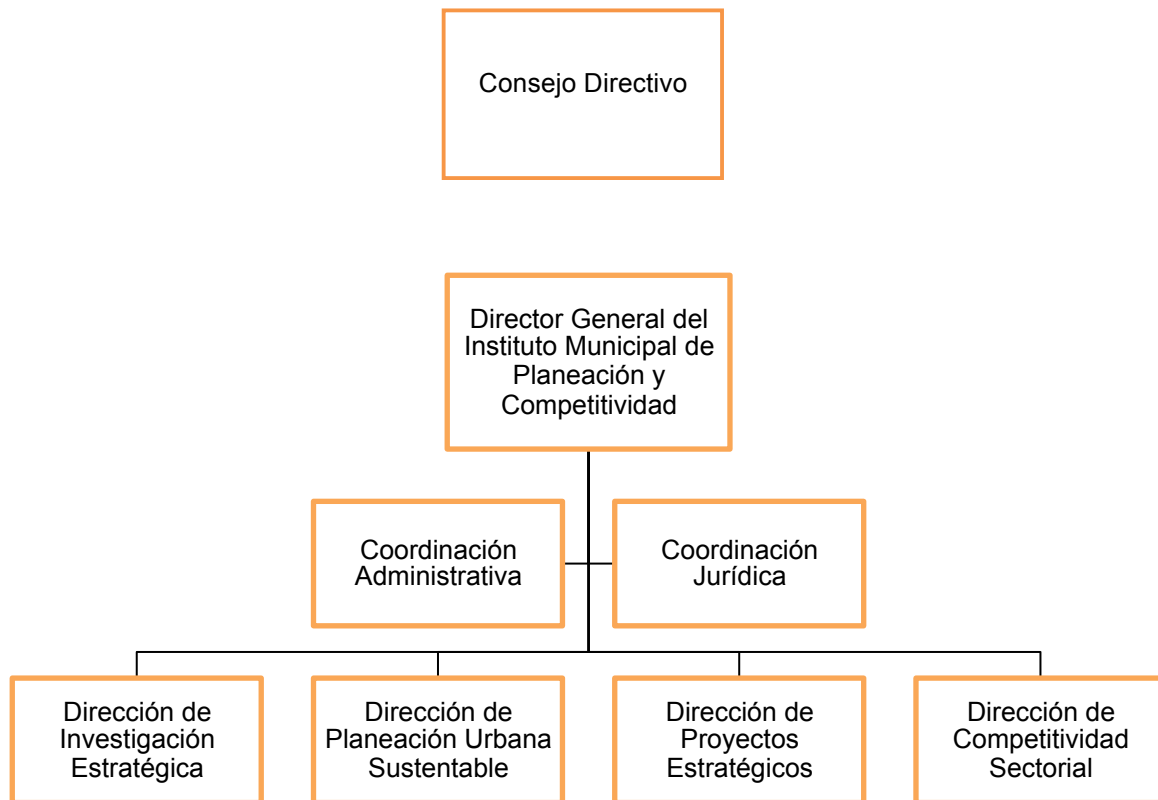 Consejo Directivo
Director General del
Instituto Municipal de
Planeación y
Competitividad
Coordinación
Administrativa
Coordinación
Jurídica
Dirección de
Investigación
Estratégica
Dirección de
Planeación Urbana
Sustentable
Dirección de
Proyectos
Estratégicos
Dirección de
Competitividad
Sectorial